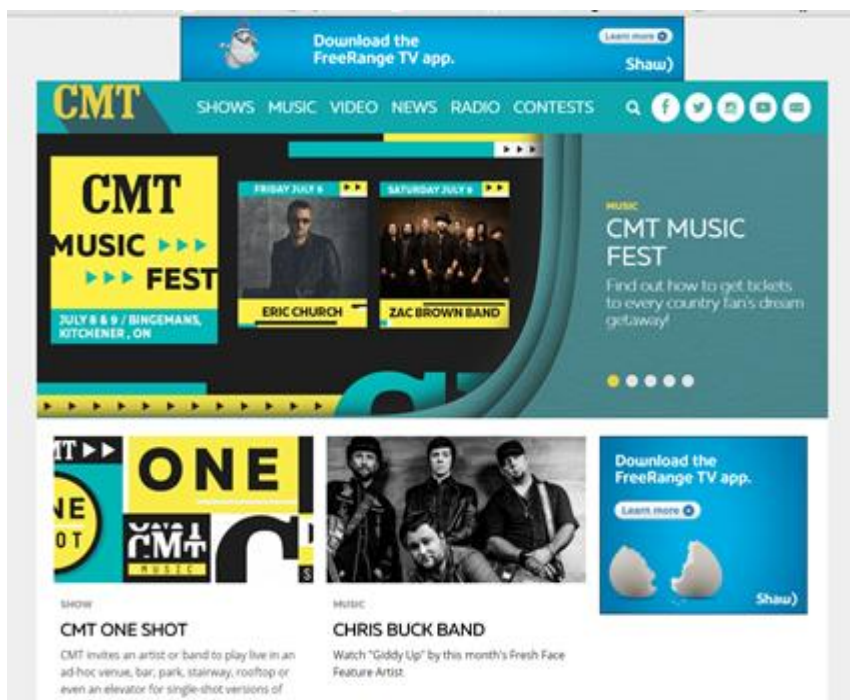 Download the
FreeRange TV app.
Learn more
Shaw)
CMT
SHOWS MUSIC VIDEO NEWS RADIO CONTESTS
CMT
MUSIC
FEST
JULY 8 & 9 / BINGEMANS,
KITCHENER, ON
FRIDAY JULY
ERIC CHURCH
SATURDAY JULY
ZAC BROWN BAND
MUSIC
CMT MUSIC
FEST
Find out how to get tickets
to every country fan's dream
getaway!
ONE
CMT
MUSIC
SHOW
CMT ONE SHOT
CMT invites an artist or band to play live in an
ad-hoc venue, bar, park, stairway, rooftop or
even an elevator for single-shot versions of
MUSIC
CHRIS BUCK BAND
Watch "Giddy Up" by this month's Fresh Face
Feature Artist
Download the
FreeRange TV app.
Learn more
Shaw)